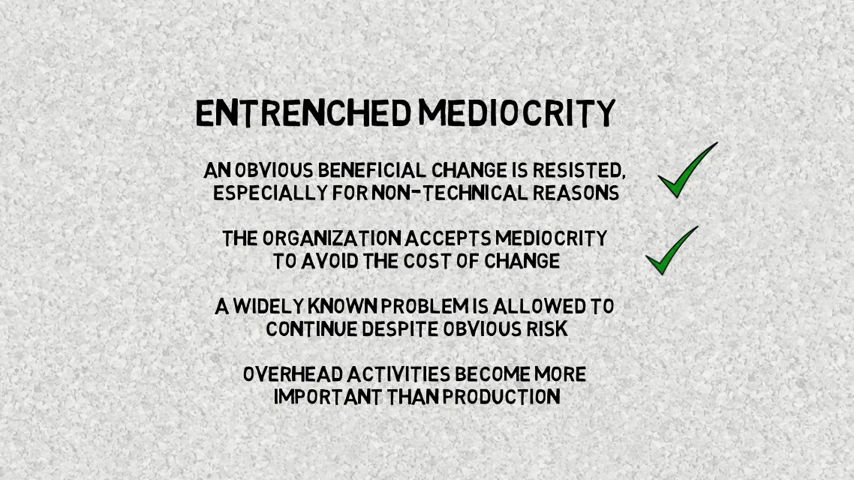 ENTRENCHED MEDIOCRITY
AN OBVIOUS BENEFICIAL CHANGE IS RESISTED,
ESPECIALLY FOR NON-TECHNICAL REASONS
THE ORGANIZATION ACCEPTS MEDIOCRITY
TO AVOID THE COST OF CHANGE
A WIDELY KNOWN PROBLEM IS ALLOWED TO
CONTINUE DESPITE OBVIOUS RISK
OVERHEAD ACTIVITIES BECOME MORE
IMPORTANT THAN PRODUCTION